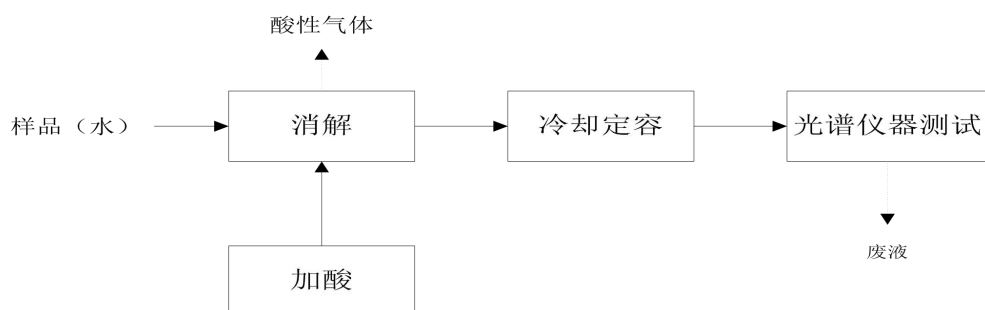 酸性气体
样品（水）
消解
冷却定容
光谱仪器测试
废液
加酸